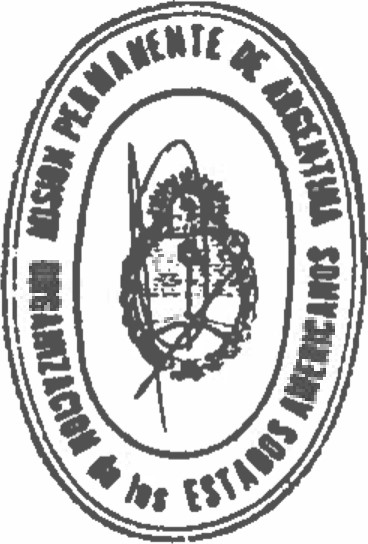 MISION PERMANENTE DE ARGENTINA
ORGANIZACION de los ESTADOS AMERICANOS